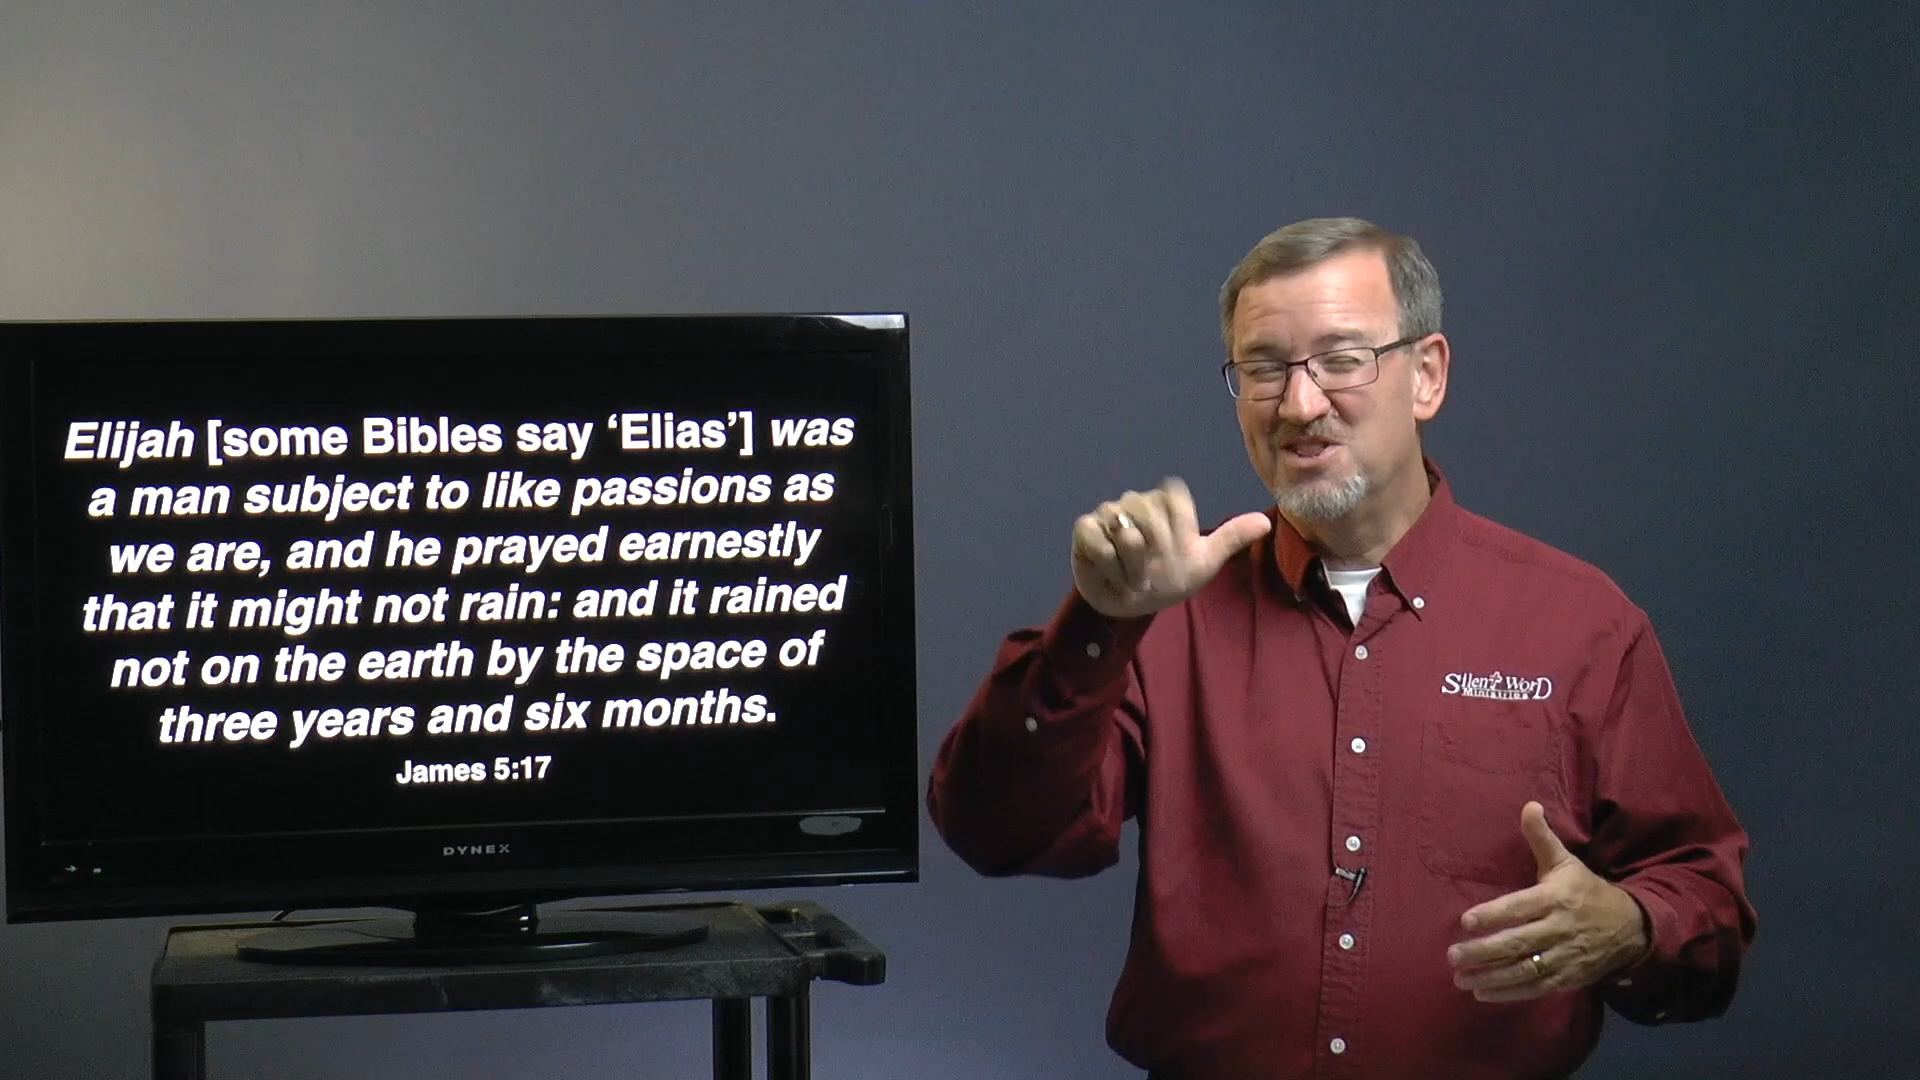 Elijah [some Bibles say ‘Elias’] was
a man subject to like passions as
we are, and he prayed earnestly
that it might not rain: and it rained
not on the earth by the space of
three years and six months.
James 5:17
DYNEX
Silent Word
Ministries